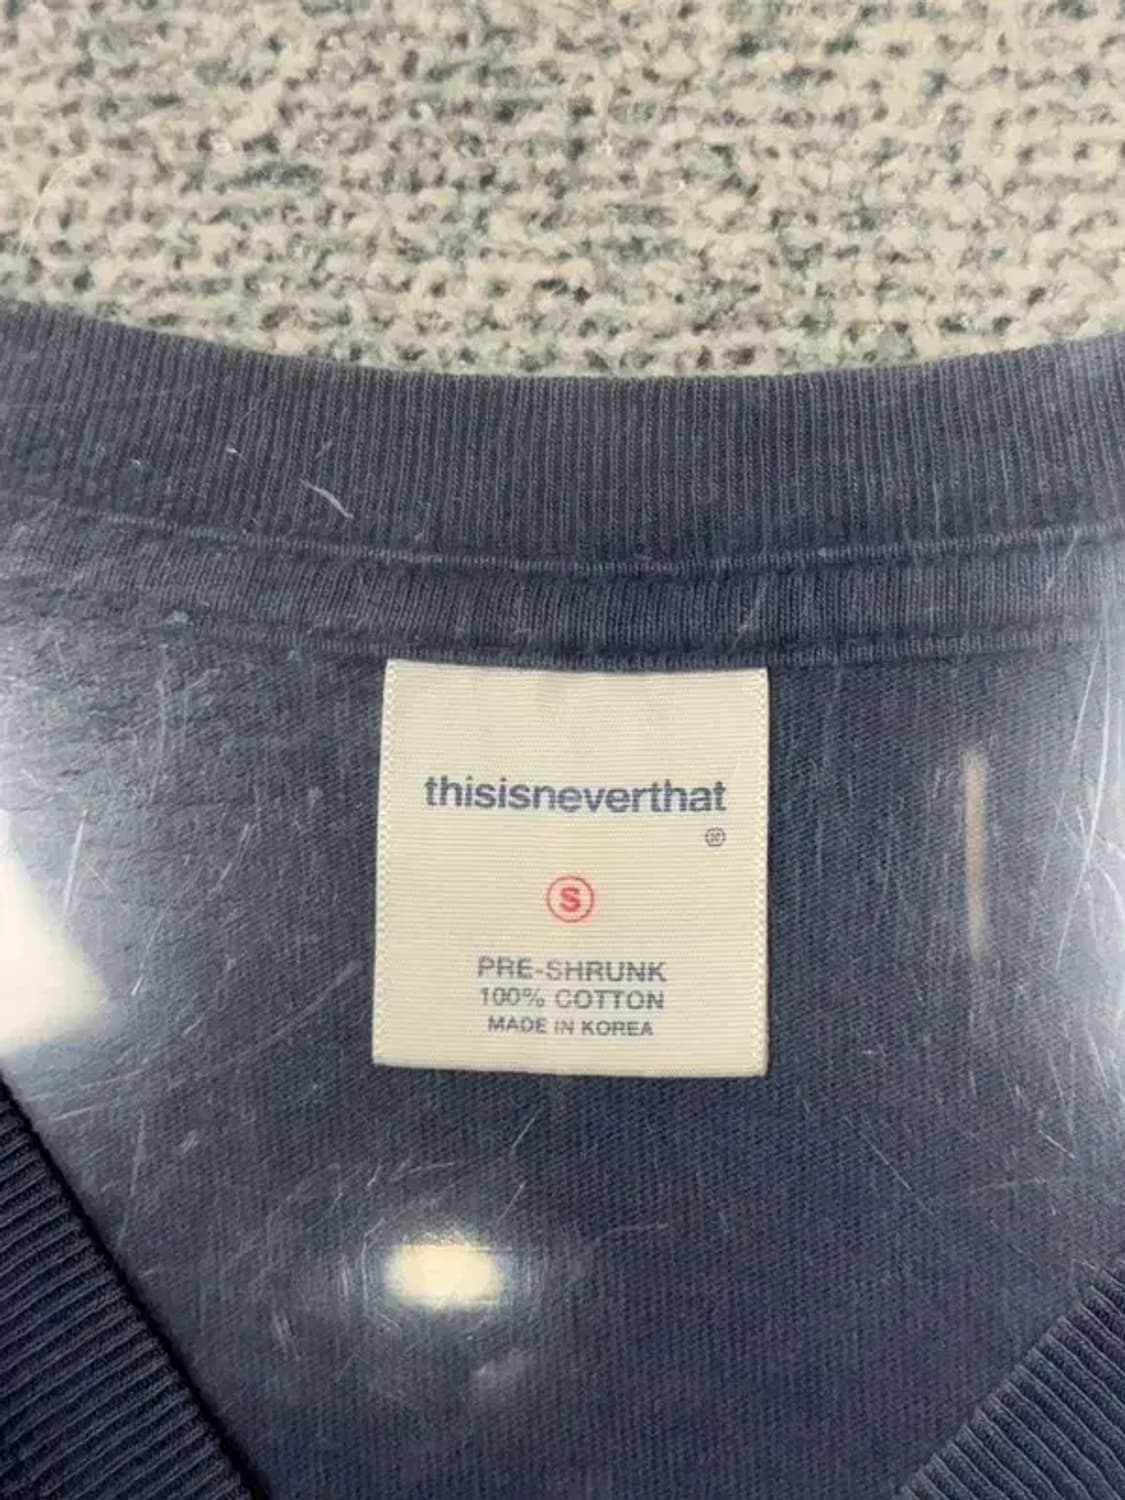 thisisneverthat
®
S
PRE-SHRUNK
100% COTTON
MADE IN KOREA